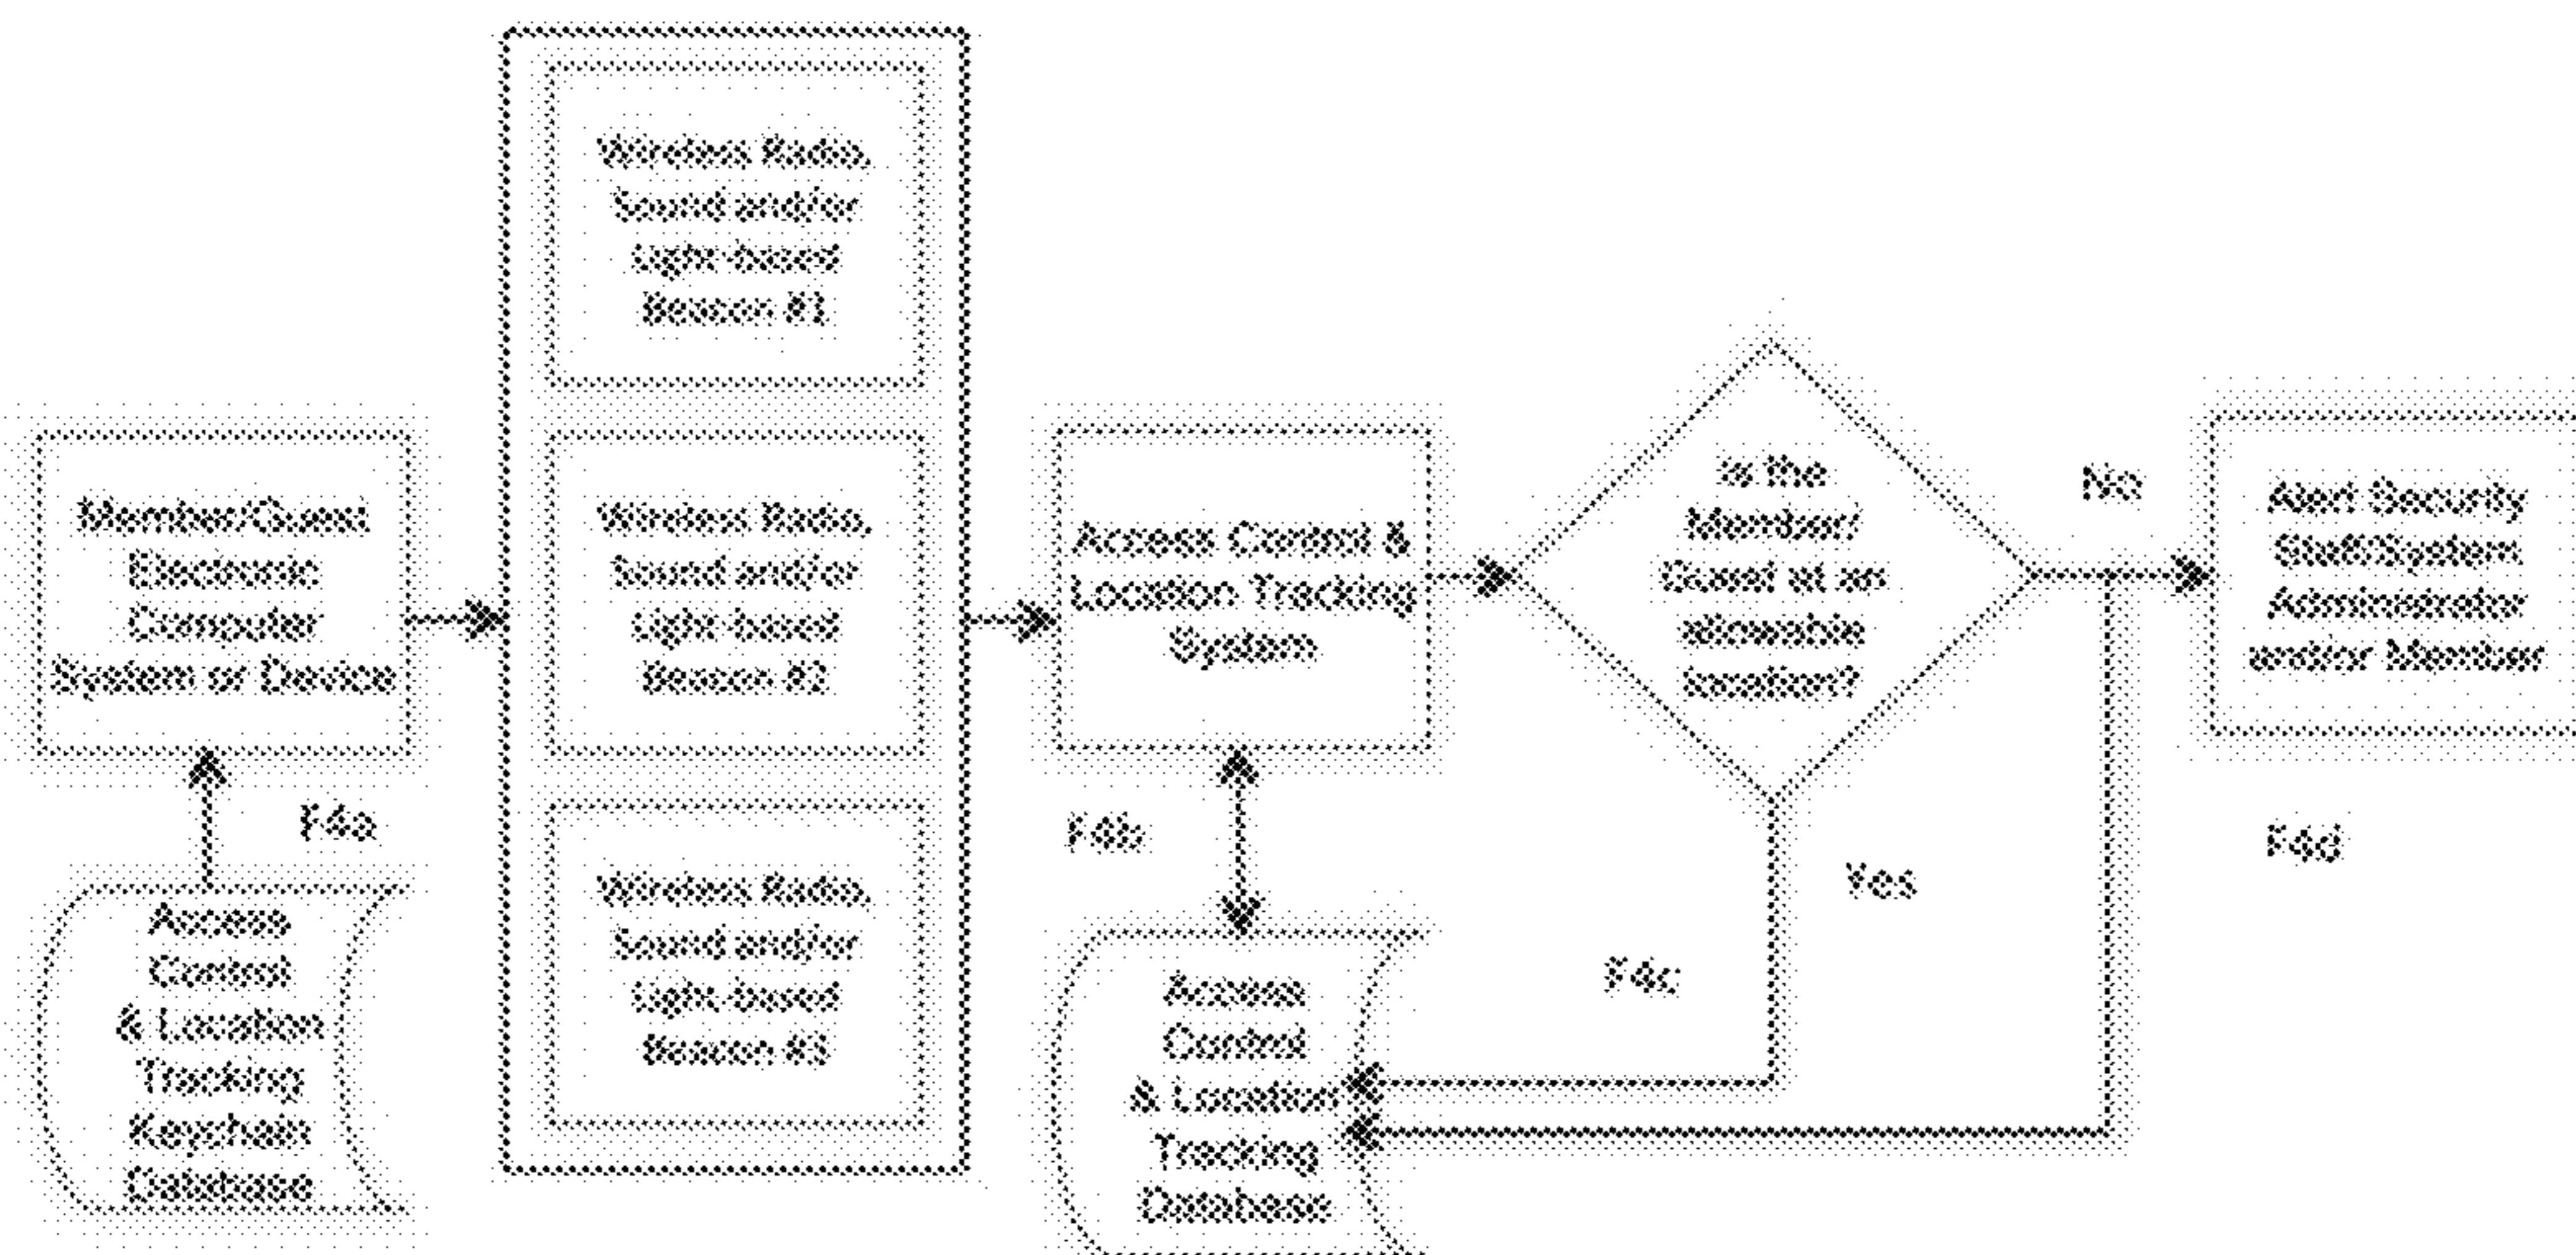 Wireless Radio,
Sound and/or
Light-based
Beacon #1
Member/Guest
Electronic
Computer
System or Device
Wireless Radio,
Sound and/or
Light-based
Beacon #2
Access Control &
Location Tracking
System
Is the
Member/
Guest at an
allowable
location?
No
Alert Security
Staff/System
Administrator
and/or Member
F4a
F4b
F4d
Yes
F4c
Access
Control
& Location
Tracking
Keychain
Database
Wireless Radio,
Sound and/or
Light-based
Beacon #3
Access
Control
& Location
Tracking
Database